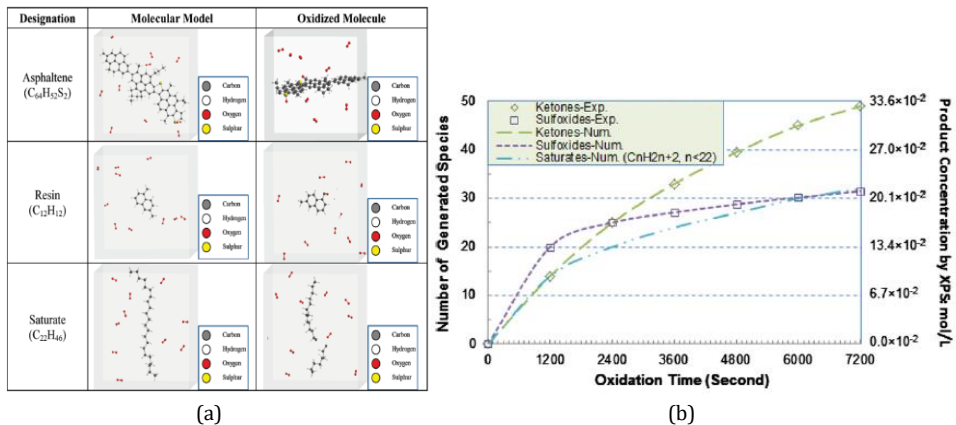 Designation Molecular Model Oxidized Molecule
Asphaltene
(C₆₄H₅₂S₂)
Carbon
Hydrogen
Oxygen
Sulphur
Carbon
Hydrogen
Oxygen
Sulphur
Resin
(C₁₂H₁₂)
Carbon
Hydrogen
Oxygen
Sulphur
Carbon
Hydrogen
Oxygen
Sulphur
Saturate
(C₂₂H₄₆)
Carbon
Hydrogen
Oxygen
Sulphur
Carbon
Hydrogen
Oxygen
Sulphur
(a)
Number of Generated Species
50
40
30
20
10
0
Ketones-Exp.
Sulfoxides-Exp.
Ketones-Num.
Sulfoxides-Num.
Saturates-Num. (CnH2n+2, n<22)
33.6×10⁻²
27.0×10⁻²
20.1×10⁻²
13.4×10⁻²
6.7×10⁻²
0.0×10⁻²
Product Concentration by XPS: mol/L
0 1200 2400 3600 4800 6000 7200
Oxidation Time (Second)
(b)